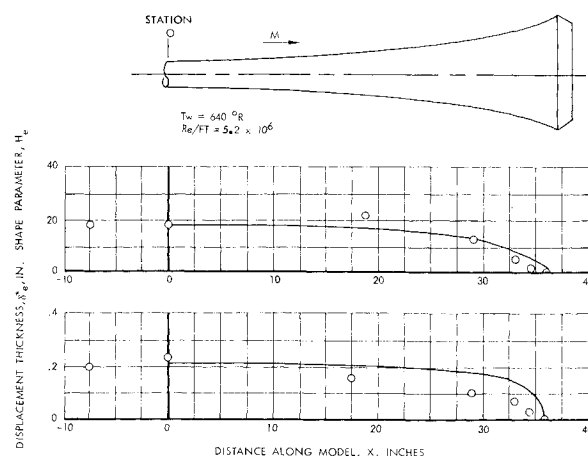 STATION
O
M
Tw = 640 °R
Re/FT = 5.2 x 10⁶
DISPLACEMENT THICKNESS, δ*e, IN. SHAPE PARAMETER, He
40
20
0
-10 0 10 20 30 40
.2
0
-10 0 10 20 30 40
DISTANCE ALONG MODEL, X, INCHES